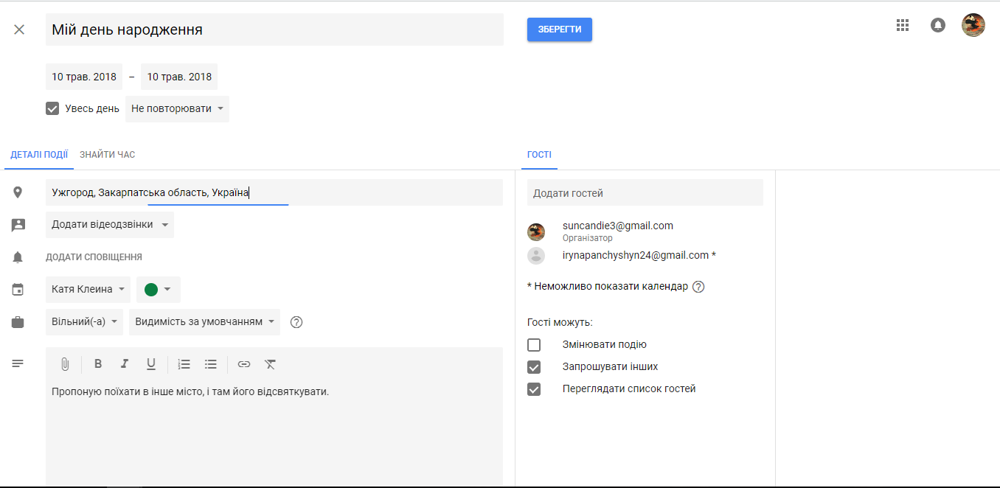 Мій день народження
ЗБЕРЕГТИ
10 трав. 2018 – 10 трав. 2018
Увесь день Не повторювати
ДЕТАЛІ ПОДІЇ ЗНАЙТИ ЧАС
Ужгород, Закарпатська область, Україна
Додати відеодзвінки
ДОДАТИ СПОВІЩЕННЯ
Катя Клеина
Вільний(-а) Видимість за умовчанням ?
B I U
Пропоную поїхати в інше місто, і там його відсвяткувати.
ГОСТІ
Додати гостей
suncandie3@gmail.com
Організатор
irynapanchyshyn24@gmail.com *
* Неможливо показати календар ?
Гості можуть:
Змінювати подію
Запрошувати інших
Переглядати список гостей